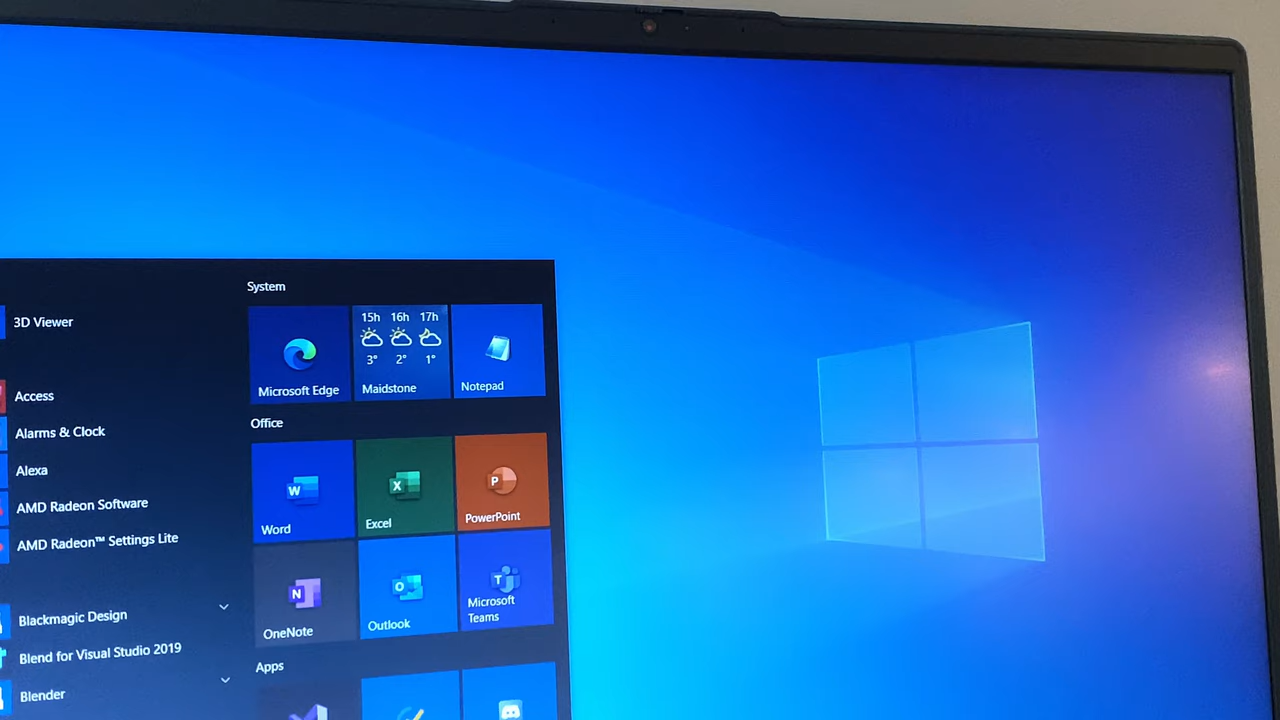 3D Viewer
Access
Alarms & Clock
Alexa
AMD Radeon Software
AMD Radeon™ Settings Lite
Blackmagic Design
Blend for Visual Studio 2019
Blender
System
Microsoft Edge
15h 16h 17h
3° 2° 1°
Maidstone
Notepad
Office
W
Word
X
Excel
P
PowerPoint
N
OneNote
O
Outlook
T
Microsoft
Teams
Apps